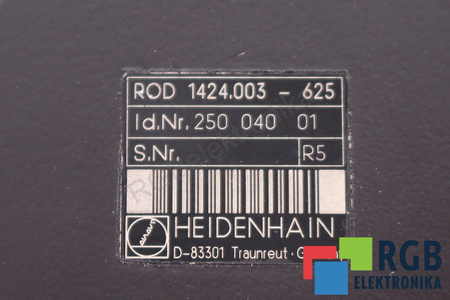 ROD 1424.003 - 625
Id.Nr. 250 040 01
S.Nr. R5
HEIDENHAIN
D-83301 Traunreut · G
RGB
ELEKTRONIKA